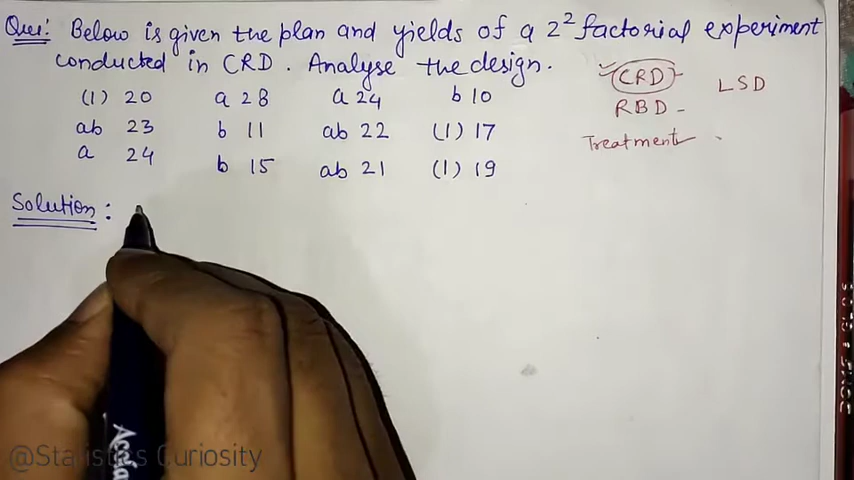 Ques: Below is given the plan and yields of a 2² factorial experiment
conducted in CRD. Analyse the design.
(1) 20 a 28 a 24 b 10
ab 23 b 11 ab 22 (1) 17
a 24 b 15 ab 21 (1) 19
CRD LSD
RBD
Treatment
Solution:
@Statistics Curiosity